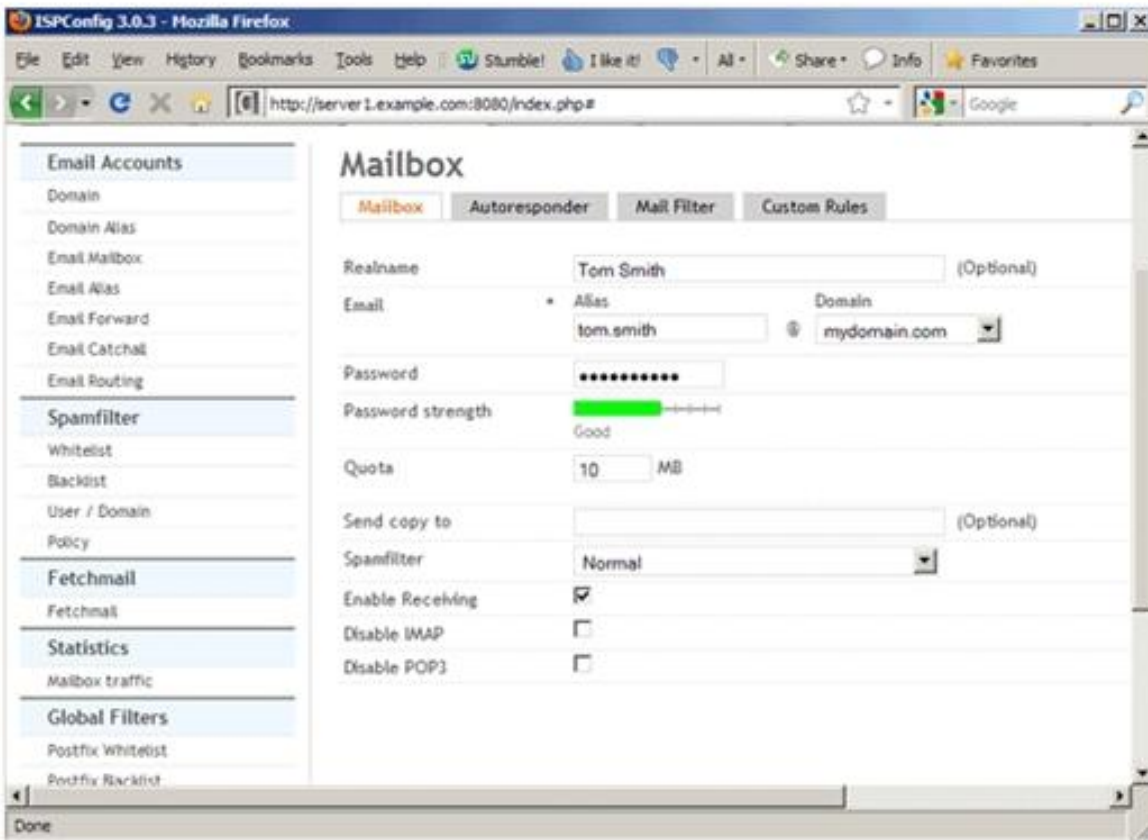 ISPConfig 3.0.3 - Mozilla Firefox
File Edit View History Bookmarks Tools Help Stumble! I like it! All Share Info Favorites
http://server1.example.com:8080/index.php# Google
Email Accounts
Domain
Domain Alias
Email Mailbox
Email Alias
Email Forward
Email Catchall
Email Routing
Spamfilter
Whitelist
Blacklist
User / Domain
Policy
Fetchmail
Fetchmail
Statistics
Mailbox traffic
Global Filters
Postfix Whitelist
Postfix Blacklist
Mailbox
Mailbox Autoresponder Mail Filter Custom Rules
Realname Tom Smith (Optional)
Email * Alias Domain
tom.smith @ mydomain.com
Password ••••••••••
Password strength
Good
Quota 10 MB
Send copy to (Optional)
Spamfilter Normal
Enable Receiving
Disable IMAP
Disable POP3
Done